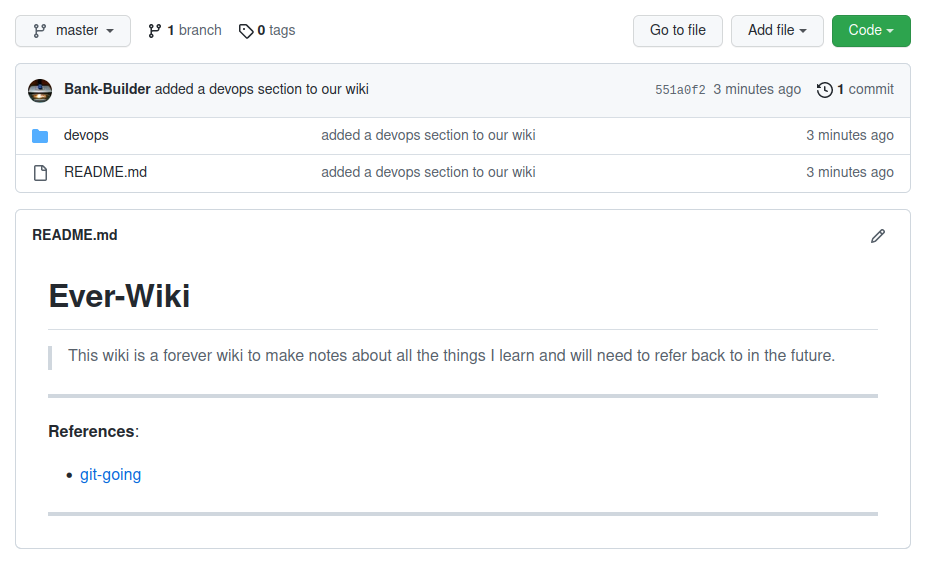 master 1 branch 0 tags Go to file Add file Code
Bank-Builder added a devops section to our wiki 551a0f2 3 minutes ago 1 commit
devops added a devops section to our wiki 3 minutes ago
README.md added a devops section to our wiki 3 minutes ago
README.md
Ever-Wiki
This wiki is a forever wiki to make notes about all the things I learn and will need to refer back to in the future.
References:
• git-going